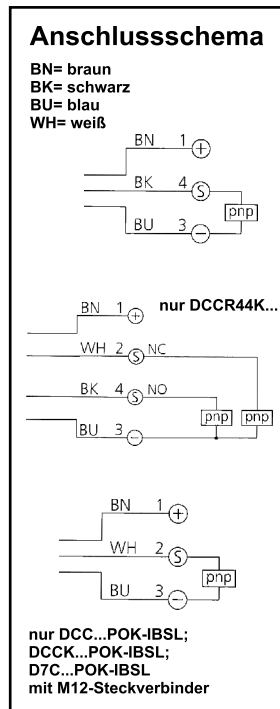 Anschlussschema
BN= braun
BK= schwarz
BU= blau
WH= weiß
BN 1 +
BK 4 S
pnp
BU 3 −
BN 1 + nur DCCR44K...
WH 2 S NC
BK 4 S NO
pnp pnp
BU 3 −
BN 1 +
WH 2 S
pnp
BU 3 −
nur DCC...POK-IBSL;
DCCK...POK-IBSL;
D7C...POK-IBSL
mit M12-Steckverbinder